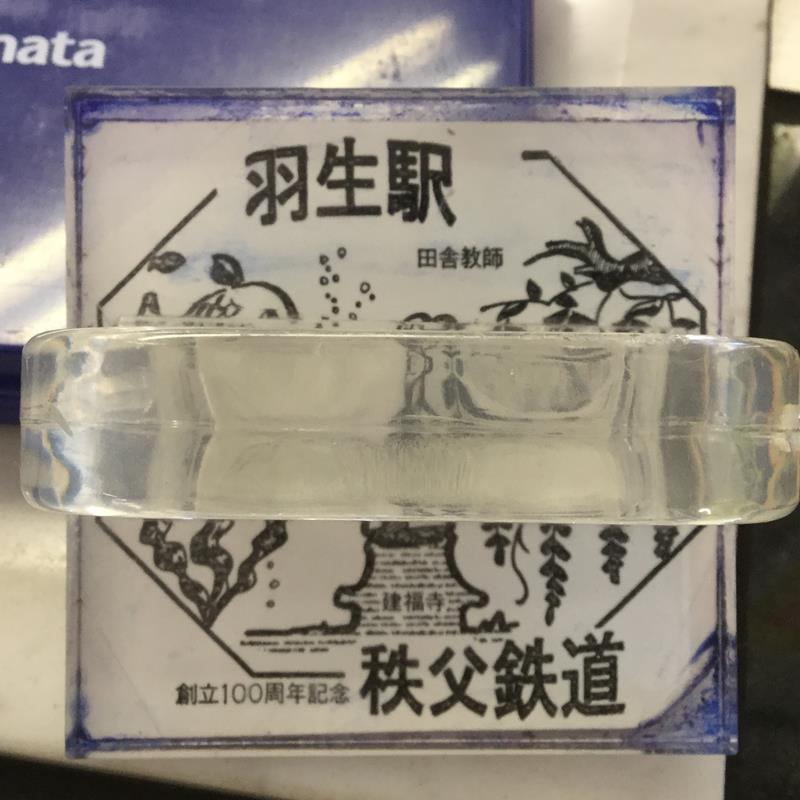 nata
羽生駅
田舎教師
建福寺
秩父鉄道
創立100周年記念